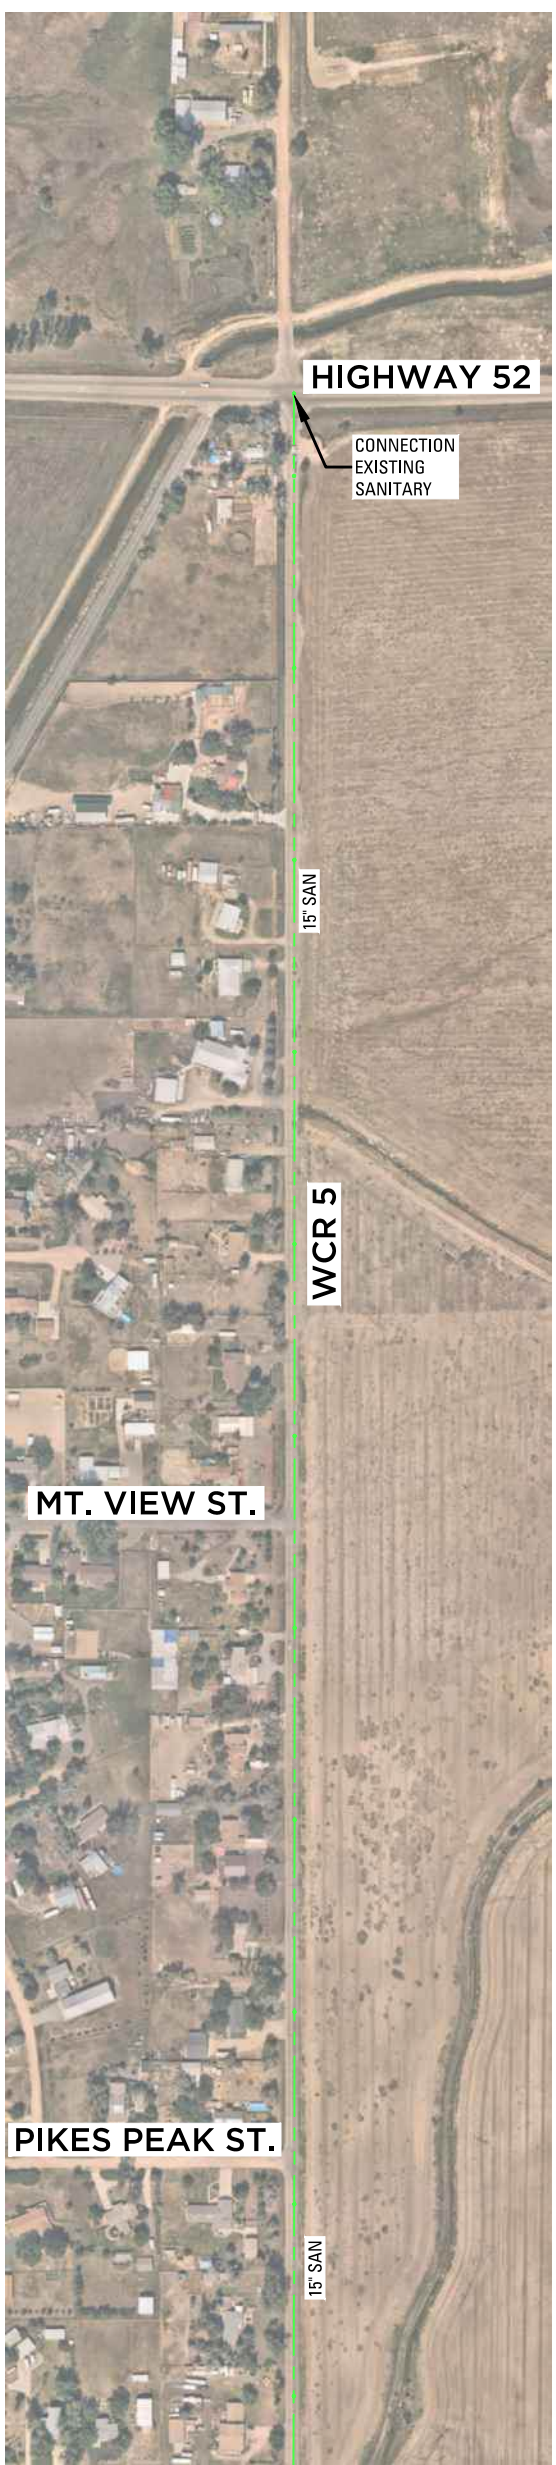 HIGHWAY 52
CONNECTION
EXISTING
SANITARY
15" SAN
WCR 5
MT. VIEW ST.
PIKES PEAK ST.
15" SAN